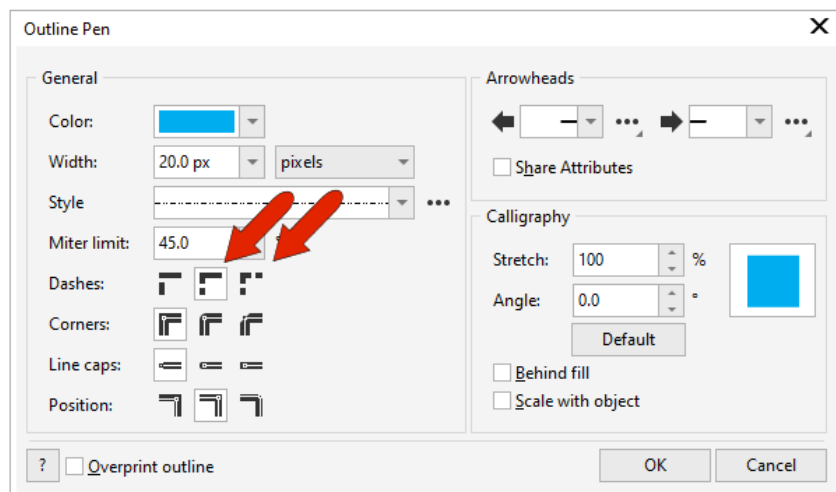 Outline Pen
General
Color:
Width: 20.0 px pixels
Style
Miter limit: 45.0
Dashes:
Corners:
Line caps:
Position:
Arrowheads
Share Attributes
Calligraphy
Stretch: 100 %
Angle: 0.0 °
Default
Behind fill
Scale with object
? Overprint outline
OK Cancel